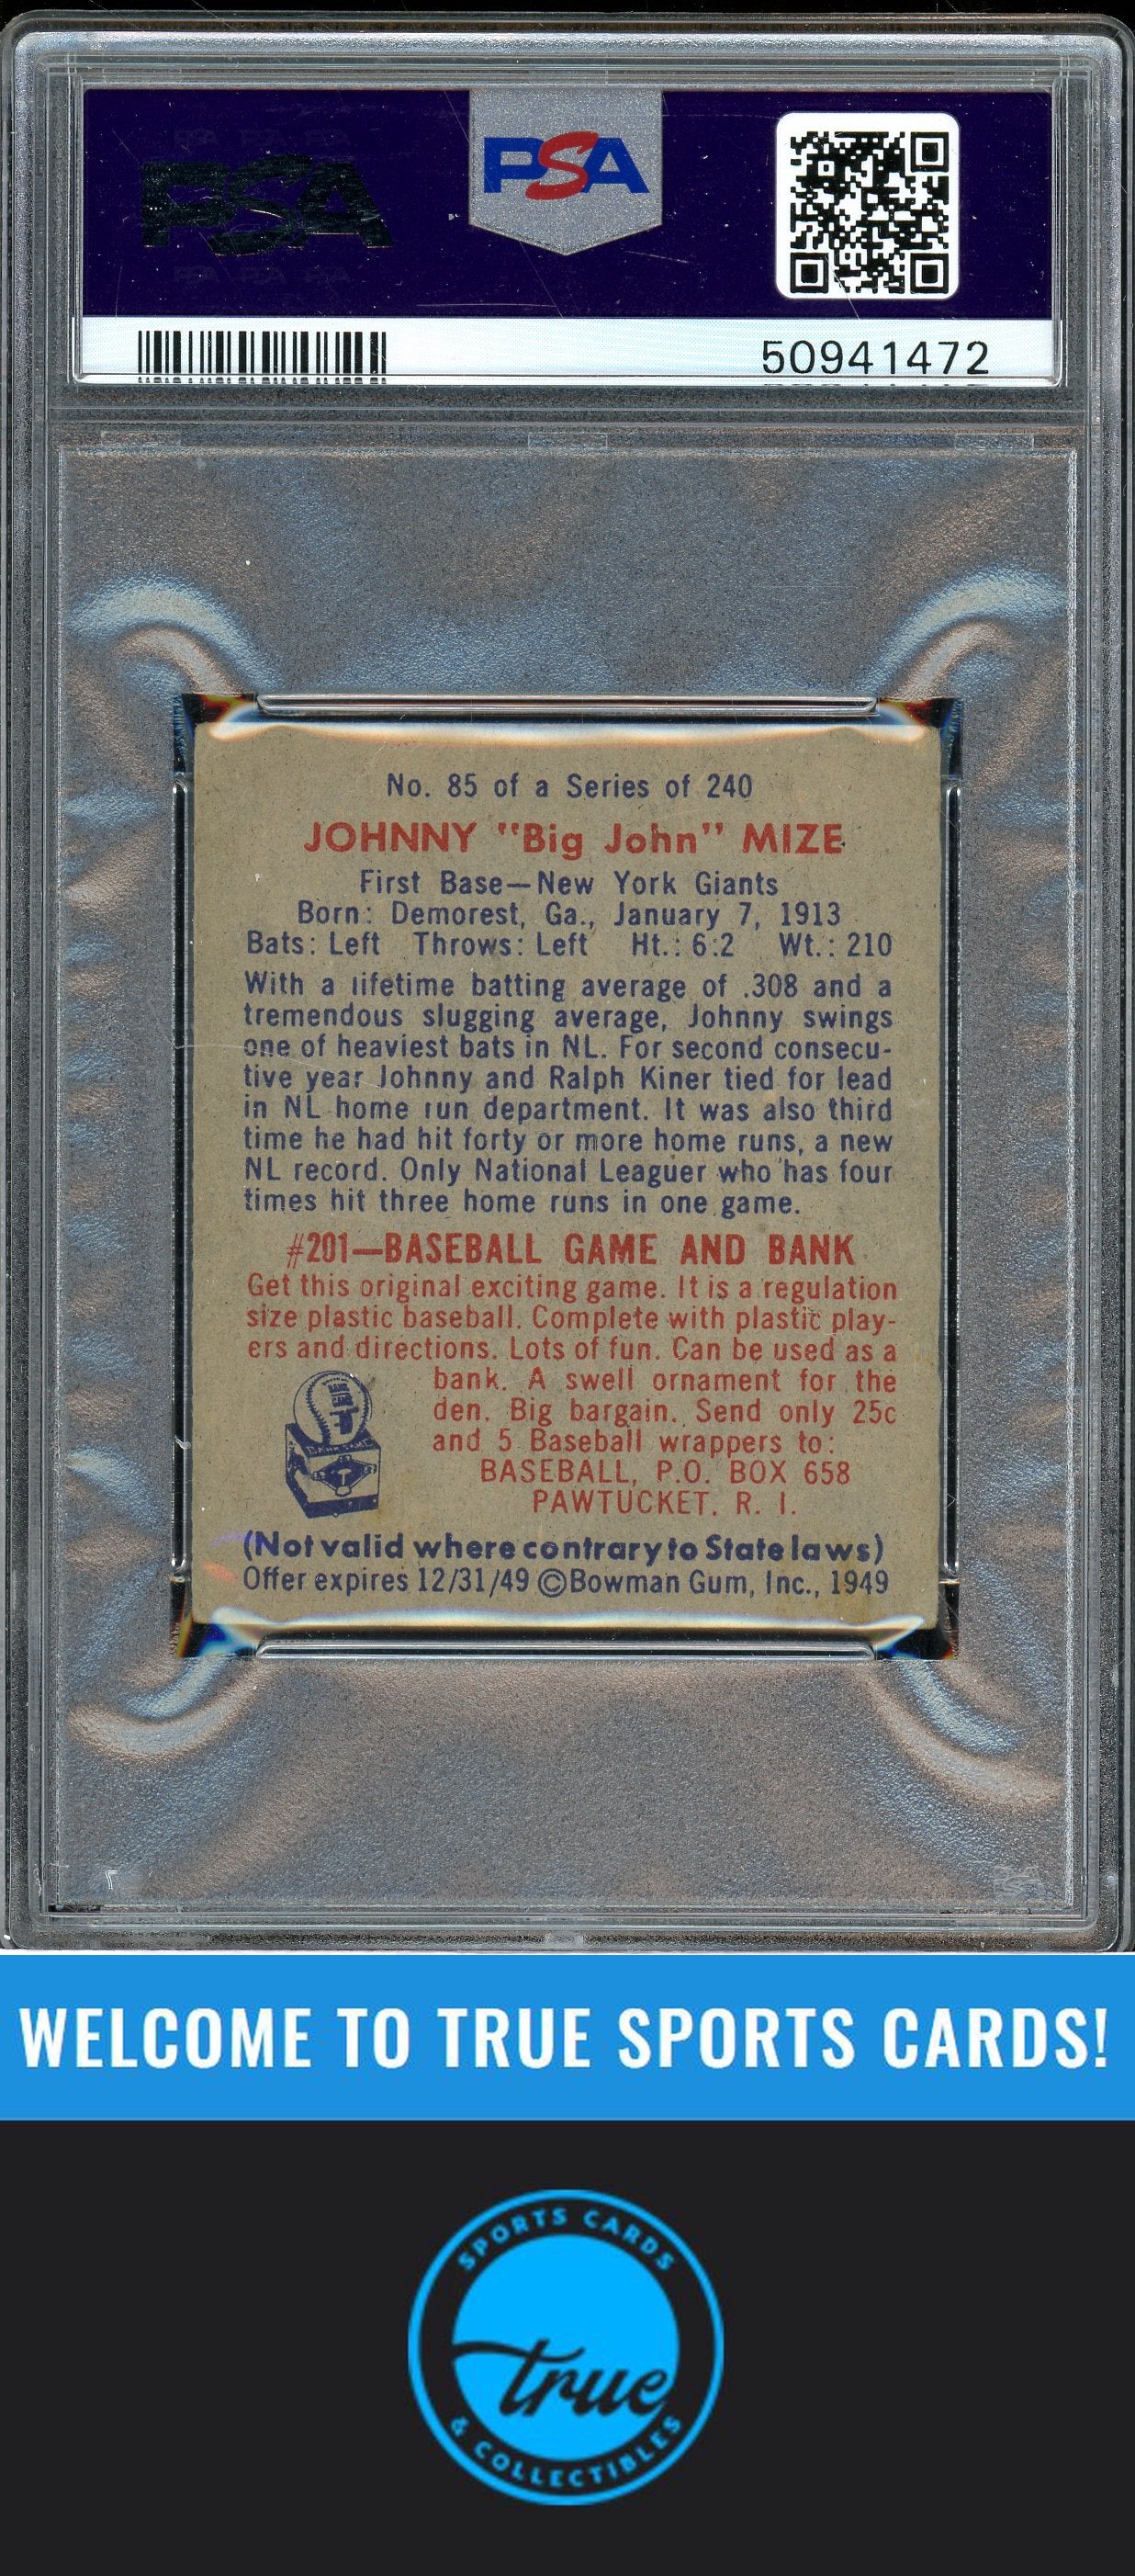 PSA
PSA
50941472
No. 85 of a Series of 240
JOHNNY "Big John" MIZE
First Base—New York Giants
Born: Demorest, Ga., January 7, 1913
Bats: Left Throws: Left Ht.: 6:2 Wt.: 210
With a lifetime batting average of .308 and a
tremendous slugging average, Johnny swings
one of heaviest bats in NL. For second consecu-
tive year Johnny and Ralph Kiner tied for lead
in NL home run department. It was also third
time he had hit forty or more home runs, a new
NL record. Only National Leaguer who has four
times hit three home runs in one game.
#201—BASEBALL GAME AND BANK
Get this original exciting game. It is a regulation
size plastic baseball. Complete with plastic play-
ers and directions. Lots of fun. Can be used as a
bank. A swell ornament for the
den. Big bargain. Send only 25c
and 5 Baseball wrappers to:
BASEBALL, P.O. BOX 658
PAWTUCKET, R. I.
(Not valid where contrary to State laws)
Offer expires 12/31/49 ©Bowman Gum, Inc., 1949
WELCOME TO TRUE SPORTS CARDS!
SPORTS CARDS
true
& COLLECTIBLES